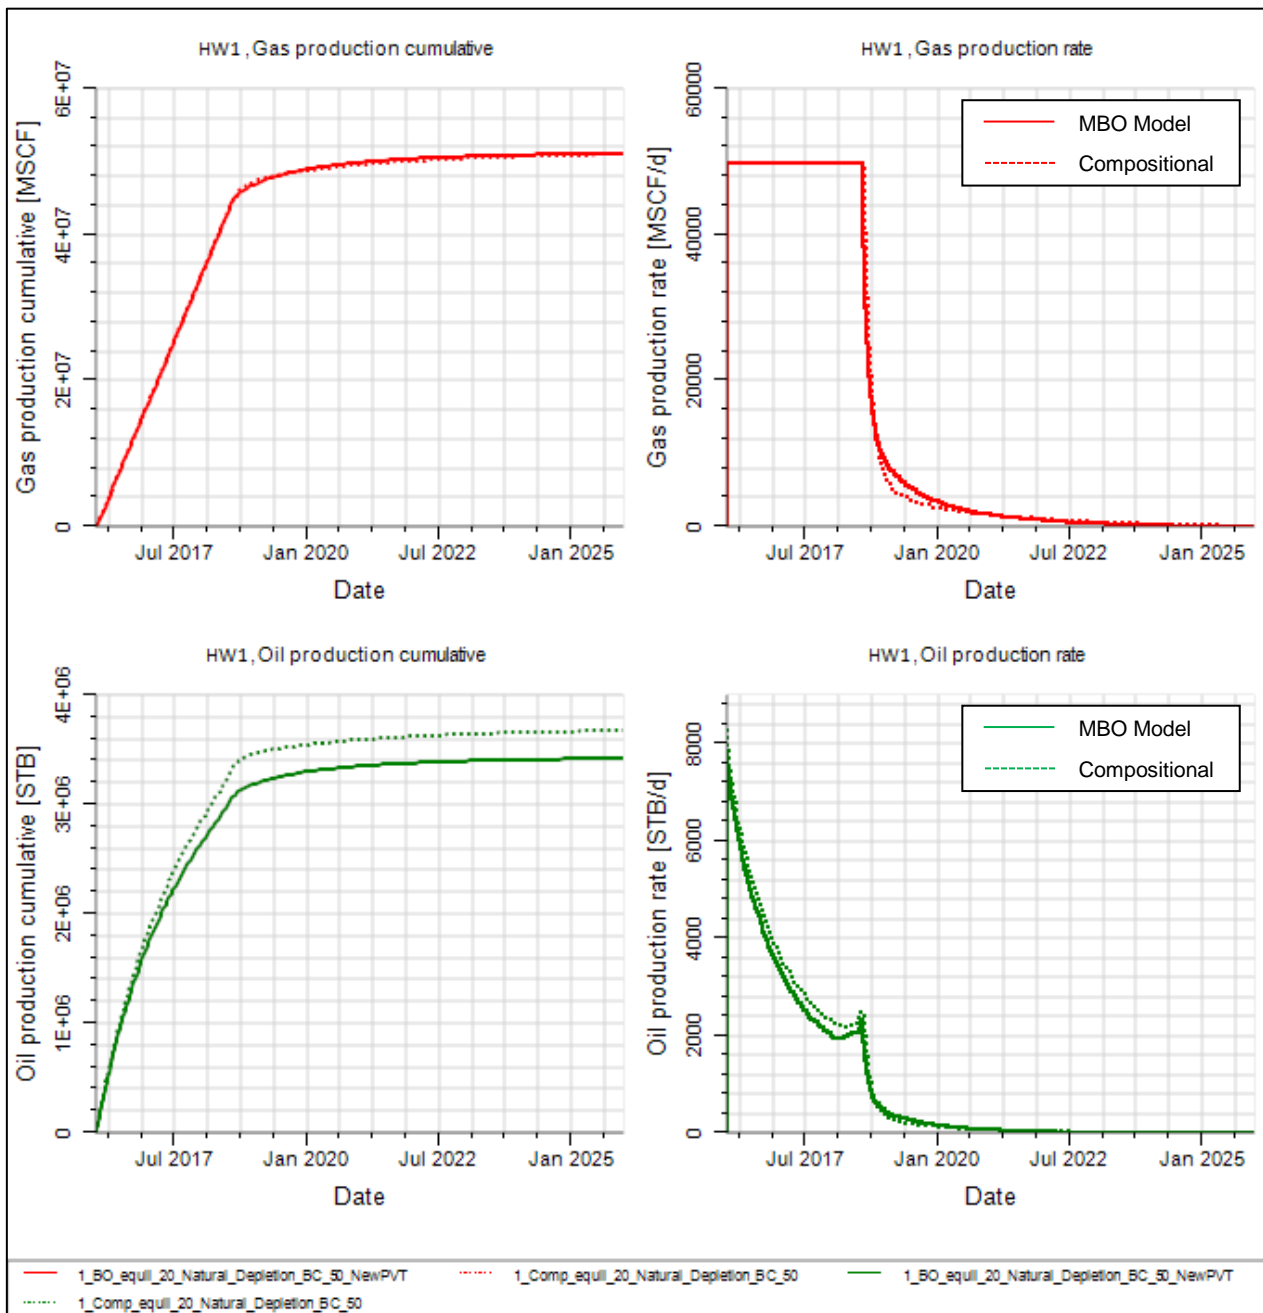 HW1, Gas production cumulative
Gas production cumulative [MSCF]
6E+07
4E+07
2E+07
0
Jul 2017 Jan 2020 Jul 2022 Jan 2025
Date
HW1, Gas production rate
Gas production rate [MSCF/d]
60000
40000
20000
0
MBO Model
Compositional
Jul 2017 Jan 2020 Jul 2022 Jan 2025
Date
HW1, Oil production cumulative
Oil production cumulative [STB]
4E+06
3E+06
2E+06
1E+06
0
Jul 2017 Jan 2020 Jul 2022 Jan 2025
Date
HW1, Oil production rate
Oil production rate [STB/d]
8000
6000
4000
2000
0
MBO Model
Compositional
Jul 2017 Jan 2020 Jul 2022 Jan 2025
Date
1_BO_equil_20_Natural_Depletion_BC_50_NewPVT 1_Comp_equil_20_Natural_Depletion_BC_50 1_BO_equil_20_Natural_Depletion_BC_50_NewPVT
1_Comp_equil_20_Natural_Depletion_BC_50